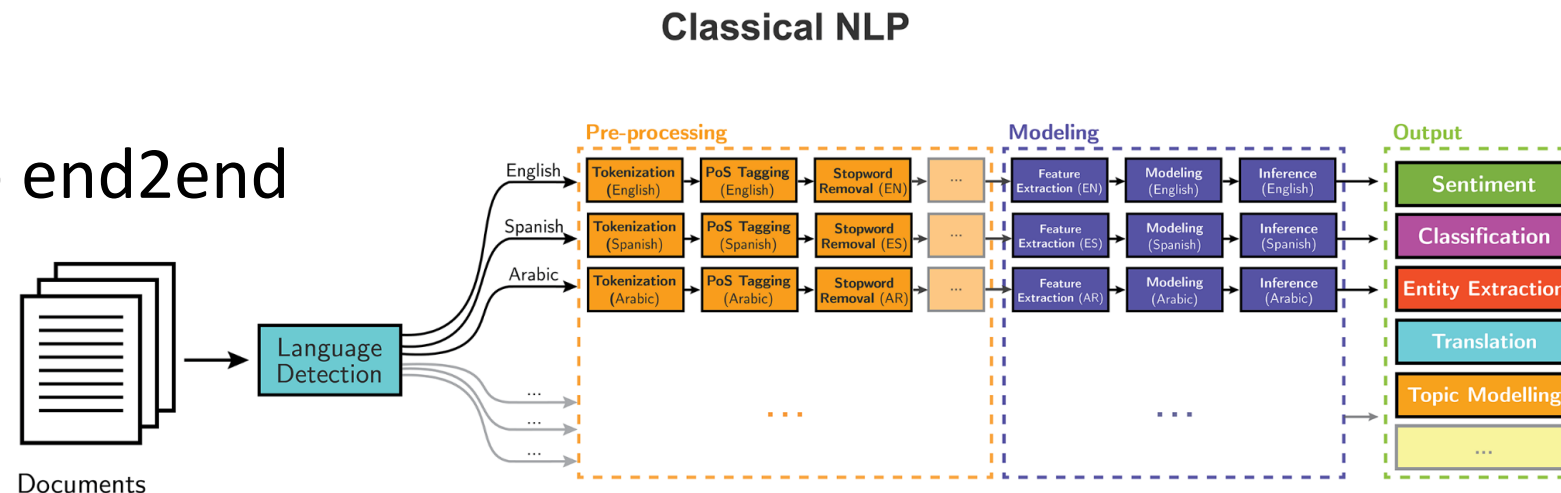 Classical NLP
end2end
Documents
Language
Detection
English
Spanish
Arabic
...
...
...
Pre-processing
Tokenization
(English)
PoS Tagging
(English)
Stopword
Removal (EN)
...
Tokenization
(Spanish)
PoS Tagging
(Spanish)
Stopword
Removal (ES)
...
Tokenization
(Arabic)
PoS Tagging
(Arabic)
Stopword
Removal (AR)
...
...
Modeling
Feature
Extraction (EN)
Modeling
(English)
Inference
(English)
Feature
Extraction (ES)
Modeling
(Spanish)
Inference
(Spanish)
Feature
Extraction (AR)
Modeling
(Arabic)
Inference
(Arabic)
...
Output
Sentiment
Classification
Entity Extraction
Translation
Topic Modelling
...